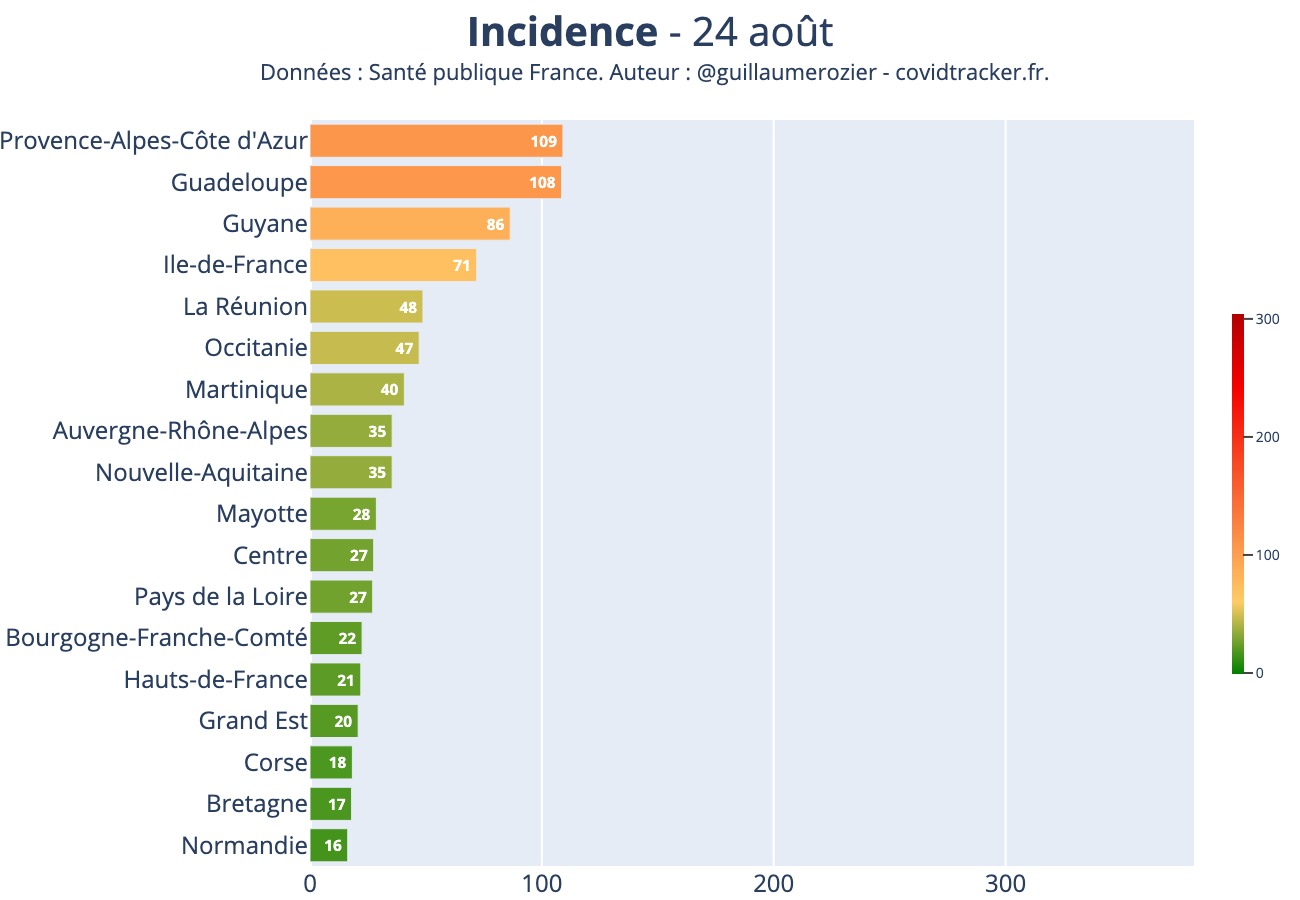 Incidence - 24 août
Données : Santé publique France. Auteur : @guillaumerozier - covidtracker.fr.
Provence-Alpes-Côte d'Azur 109
Guadeloupe 108
Guyane 86
Ile-de-France 71
La Réunion 48
Occitanie 47
Martinique 40
Auvergne-Rhône-Alpes 35
Nouvelle-Aquitaine 35
Mayotte 28
Centre 27
Pays de la Loire 27
Bourgogne-Franche-Comté 22
Hauts-de-France 21
Grand Est 20
Corse 18
Bretagne 17
Normandie 16
0 100 200 300
300
200
100
0